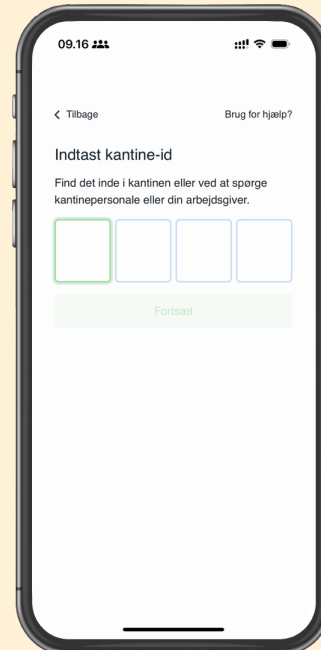 09.16
Tilbage
Brug for hjælp?
Indtast kantine-id
Find det inde i kantinen eller ved at spørge
kantinepersonale eller din arbejdsgiver.
Fortsæt